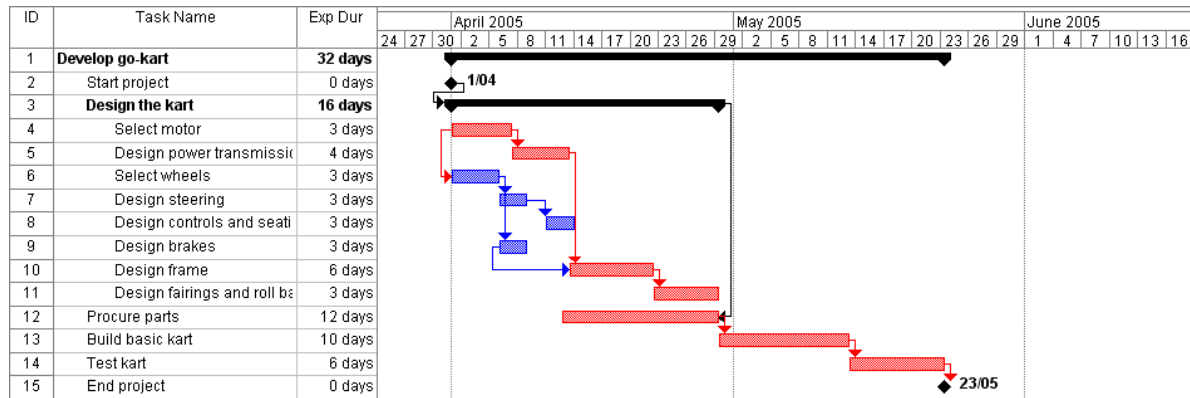 ID Task Name Exp Dur April 2005 May 2005 June 2005
24 27 30 2 5 8 11 14 17 20 23 26 29 2 5 8 11 14 17 20 23 26 29 1 4 7 10 13 16
1 Develop go-kart 32 days
2 Start project 0 days 1/04
3 Design the kart 16 days
4 Select motor 3 days
5 Design power transmissic 4 days
6 Select wheels 3 days
7 Design steering 3 days
8 Design controls and seati 3 days
9 Design brakes 3 days
10 Design frame 6 days
11 Design fairings and roll ba 3 days
12 Procure parts 12 days
13 Build basic kart 10 days
14 Test kart 6 days
15 End project 0 days 23/05